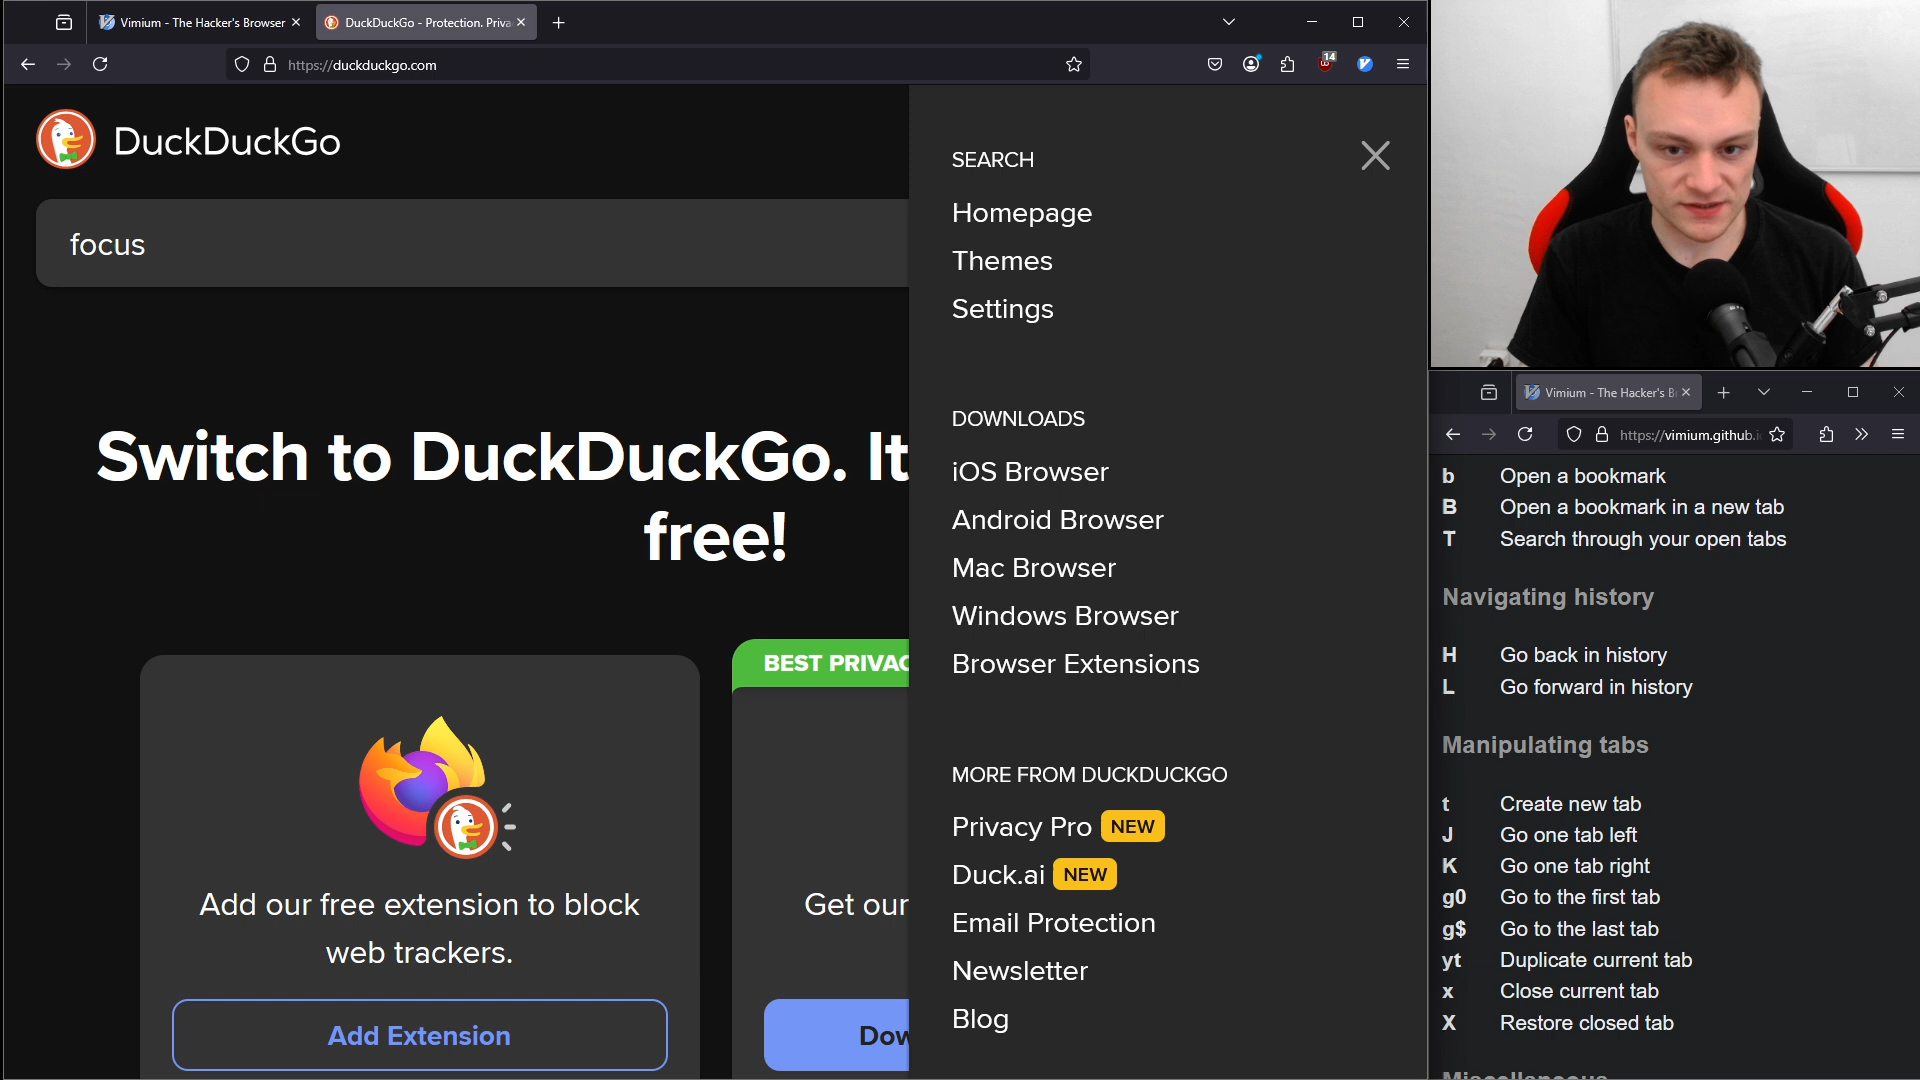 Vimium - The Hacker's Browser
DuckDuckGo - Protection. Priva
https://duckduckgo.com
14
DuckDuckGo
focus
Switch to DuckDuckGo. It
free!
BEST PRIVAC
Add our free extension to block
web trackers.
Add Extension
Get our
Dow
SEARCH
Homepage
Themes
Settings
DOWNLOADS
iOS Browser
Android Browser
Mac Browser
Windows Browser
Browser Extensions
MORE FROM DUCKDUCKGO
Privacy Pro NEW
Duck.ai NEW
Email Protection
Newsletter
Blog
Vimium - The Hacker's Br
https://vimium.github.i
b Open a bookmark
B Open a bookmark in a new tab
T Search through your open tabs
Navigating history
H Go back in history
L Go forward in history
Manipulating tabs
t Create new tab
J Go one tab left
K Go one tab right
g0 Go to the first tab
g$ Go to the last tab
yt Duplicate current tab
x Close current tab
X Restore closed tab
Miscellaneous